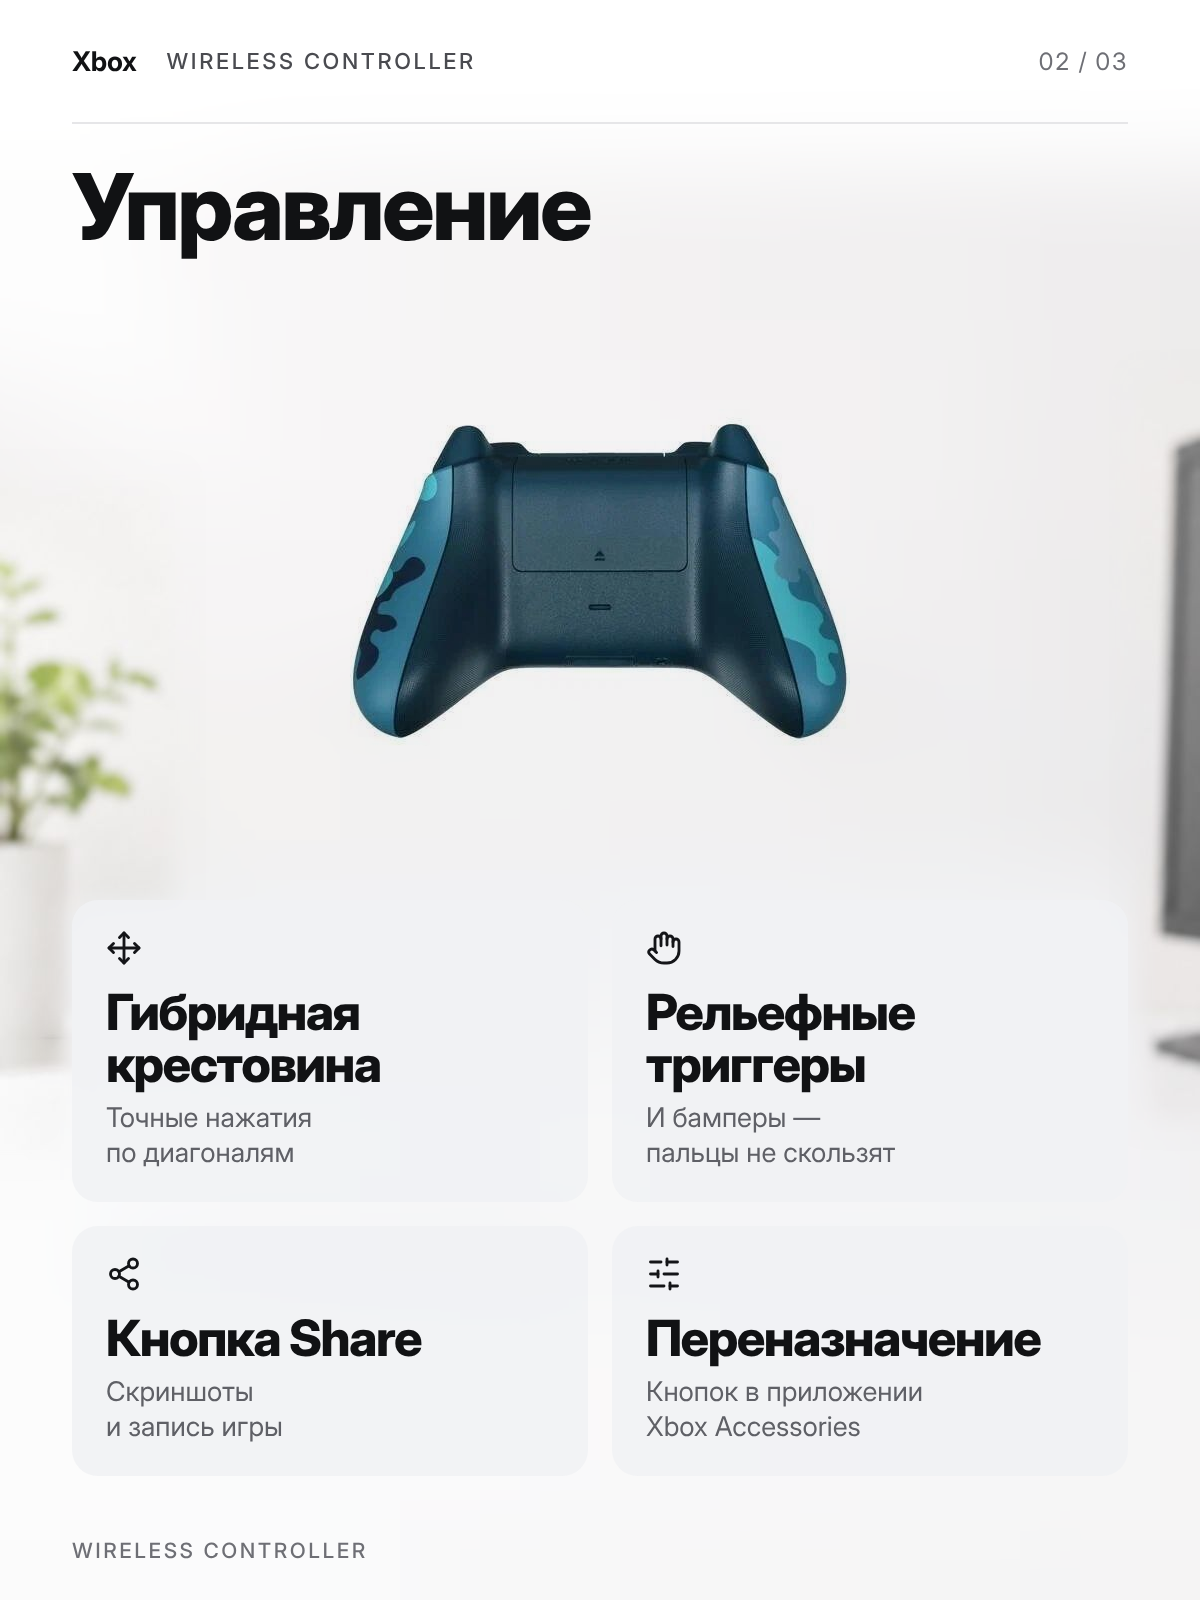 Xbox WIRELESS CONTROLLER 02 / 03
Управление
Гибридная
крестовина
Точные нажатия
по диагоналям
Рельефные
триггеры
И бамперы —
пальцы не скользят
Кнопка Share
Скриншоты
и запись игры
Переназначение
Кнопок в приложении
Xbox Accessories
WIRELESS CONTROLLER